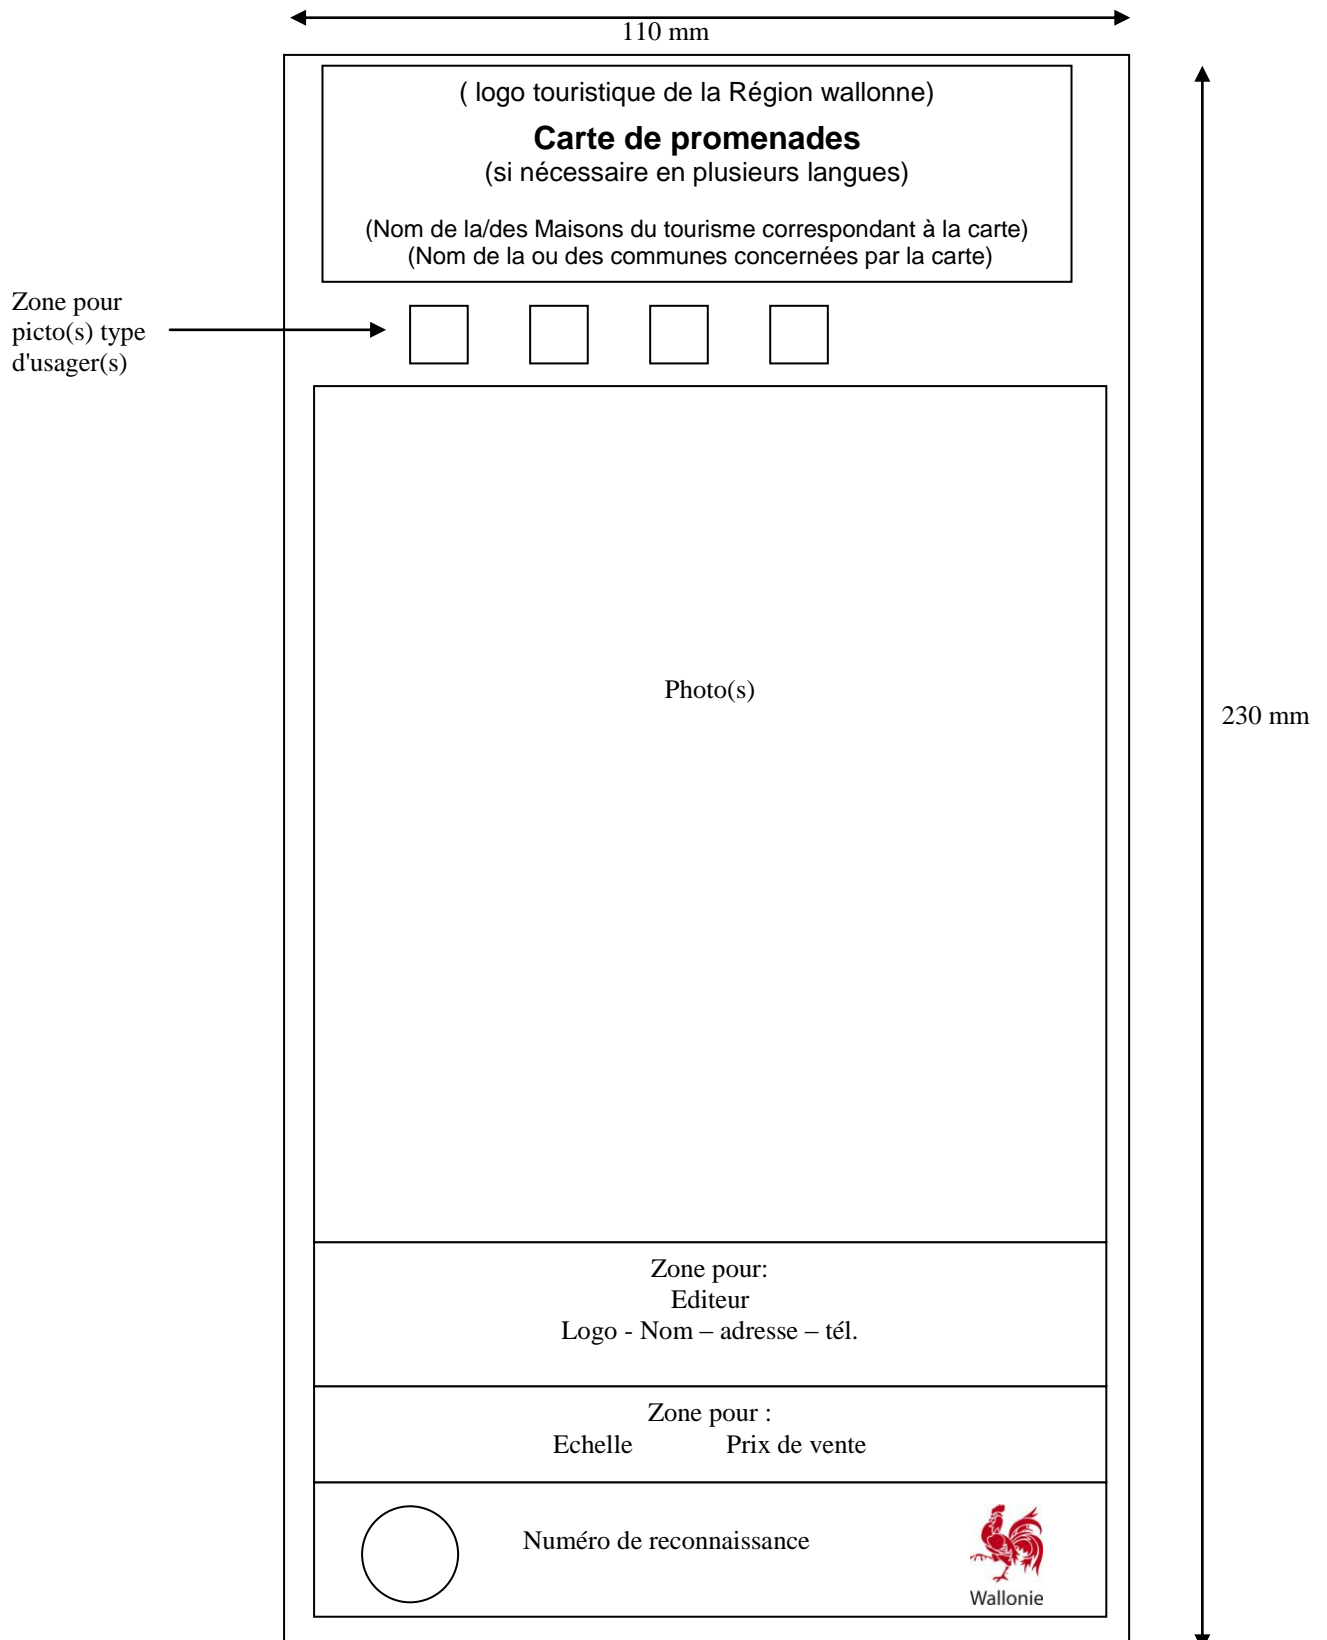 110 mm
( logo touristique de la Région wallonne)
Carte de promenades
(si nécessaire en plusieurs langues)
(Nom de la/des Maisons du tourisme correspondant à la carte)
(Nom de la ou des communes concernées par la carte)
Zone pour
picto(s) type
d'usager(s)
Photo(s)
230 mm
Zone pour:
Editeur
Logo - Nom – adresse – tél.
Zone pour :
Echelle Prix de vente
Numéro de reconnaissance
Wallonie